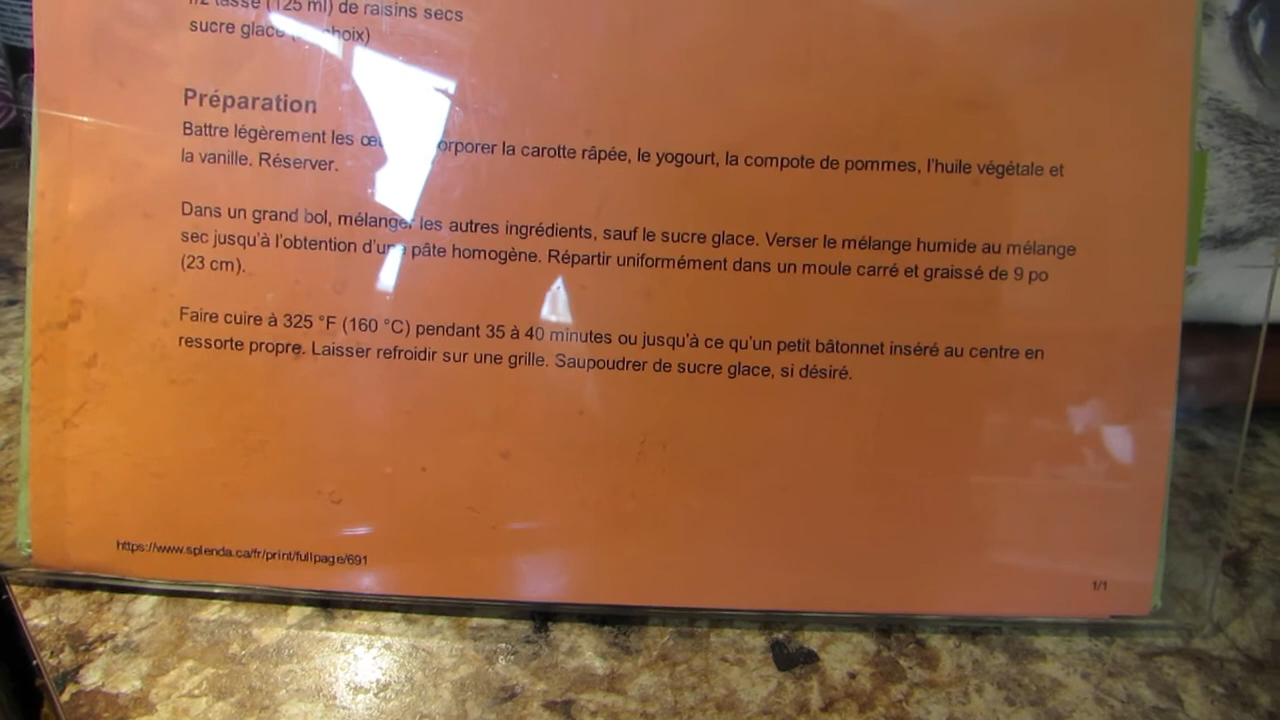 tasse (125 ml) de raisins secs
sucre glace choix)
Préparation
Battre légèrement les la carotte râpée, le yogourt, la compote de pommes, l'huile végétale et
la vanille. Réserver.
Dans un grand bol, mélanger les autres ingrédients, sauf le sucre glace. Verser le mélange humide au mélange
sec jusqu'à l'obtention d'une pâte homogène. Répartir uniformément dans un moule carré et graissé de 9 po
(23 cm).
Faire cuire à 325 °F (160 °C) pendant 35 à 40 minutes ou jusqu'à ce qu'un petit bâtonnet inséré au centre en
ressorte propre. Laisser refroidir sur une grille. Saupoudrer de sucre glace, si désiré.
https://www.splenda.ca/fr/print/fullpage/691
1/1